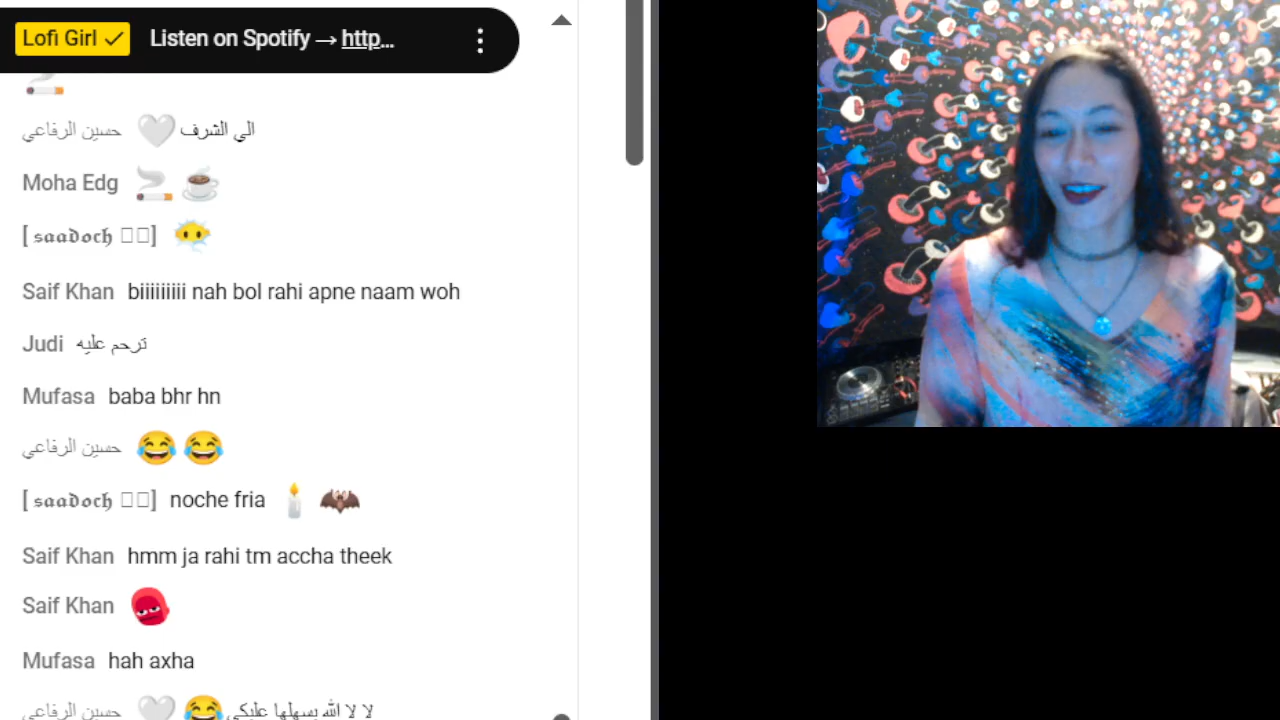 Lofi Girl ✓ Listen on Spotify → http...
🚬
حسين الرفاعي 🤍 الي الشرف
Moha Edg 🚬 ☕
[ 𝖘𝖆𝖆𝖉𝖔𝖈𝖍 □□] 😶‍🌫️
Saif Khan biiiiiiiii nah bol rahi apne naam woh
Judi ترحم عليه
Mufasa baba bhr hn
حسين الرفاعي 😂 😂
[ 𝖘𝖆𝖆𝖉𝖔𝖈𝖍 □□] noche fria 🕯️ 🦇
Saif Khan hmm ja rahi tm accha theek
Saif Khan
Mufasa hah axha
حسين الرفاعي 🤍 😂 لا لا الله يسهلها عليكي